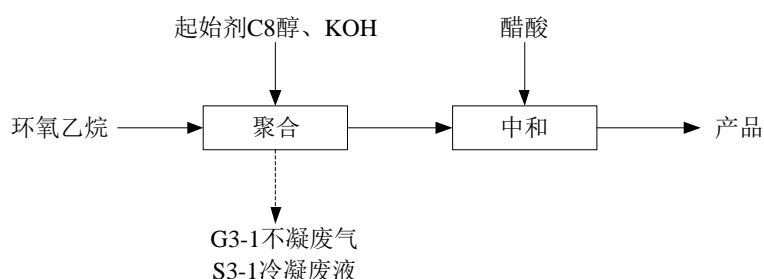 起始剂C8醇、KOH
醋酸
环氧乙烷
聚合
中和
产品
G3-1不凝废气
S3-1冷凝废液